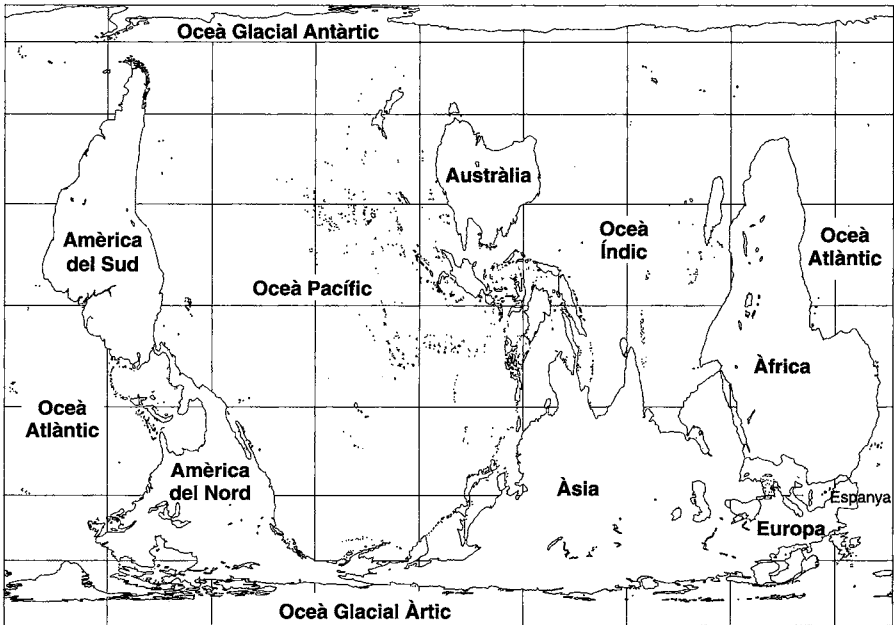 Oceà Glacial Antàrtic
Austràlia
Amèrica
del Sud
Oceà
Índic
Oceà
Atlàntic
Oceà Pacífic
Àfrica
Oceà
Atlàntic
Amèrica
del Nord
Àsia
Espanya
Europa
Oceà Glacial Àrtic